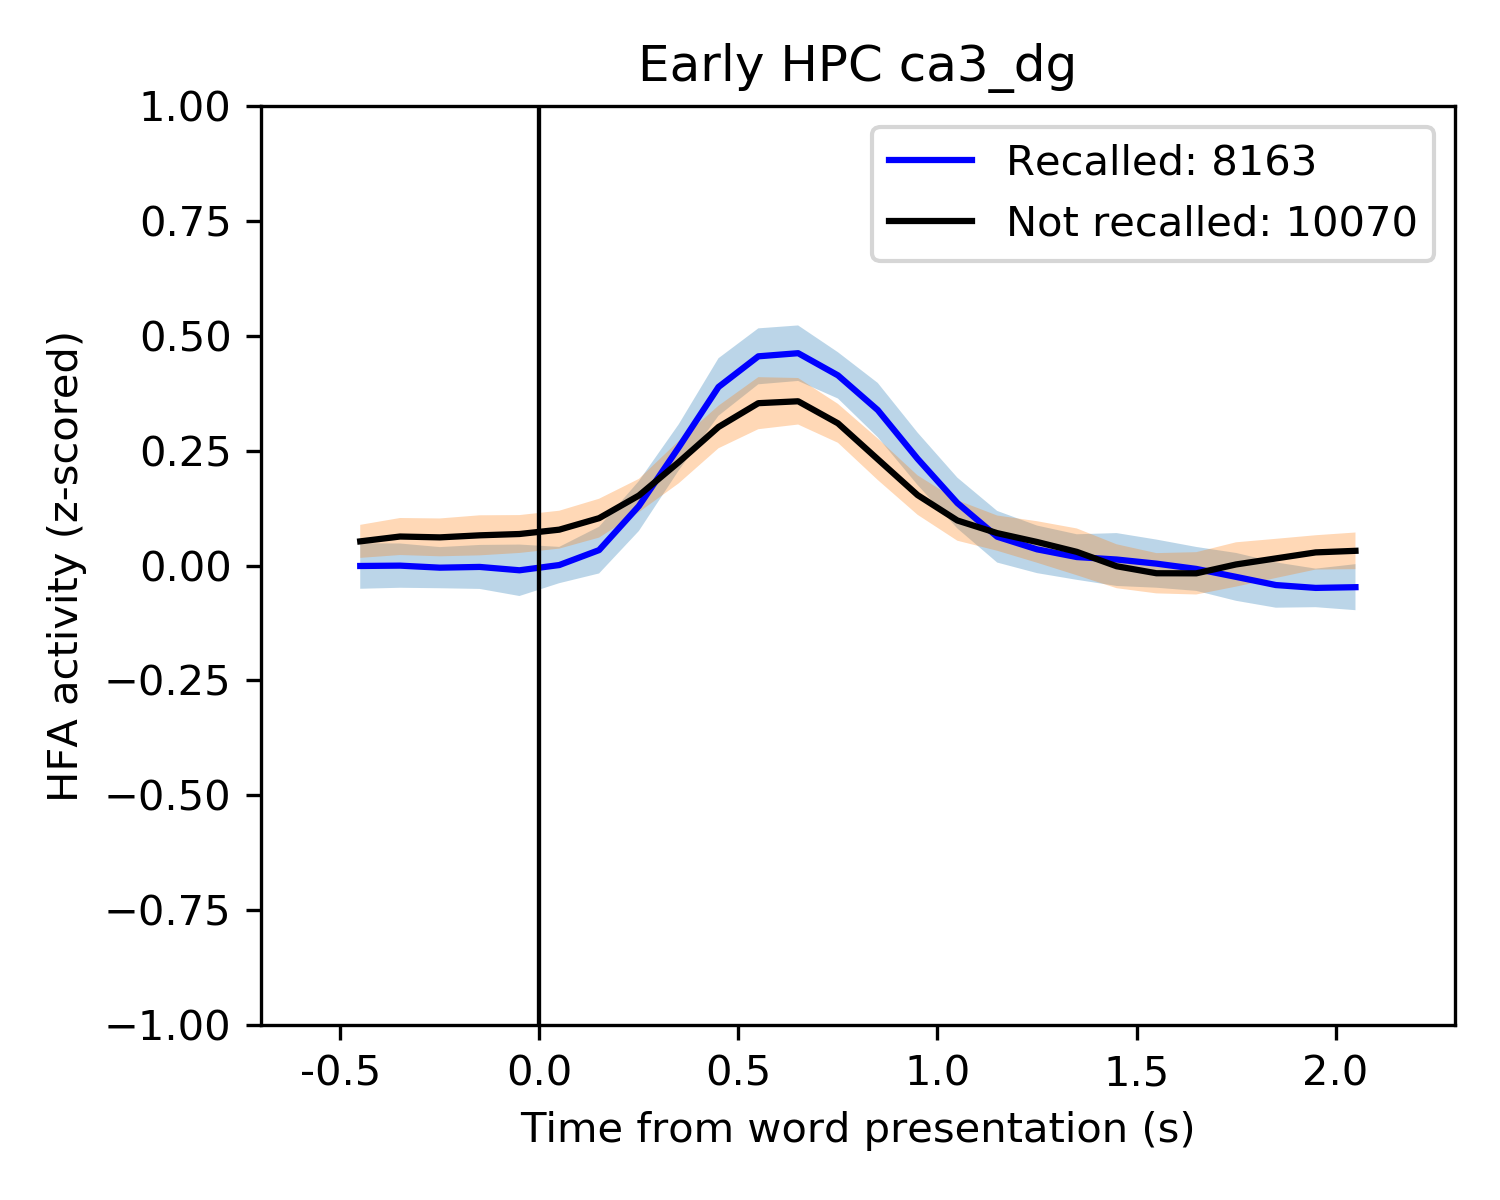 Early HPC ca3_dg
Recalled: 8163
Not recalled: 10070
HFA activity (z-scored)
1.00
0.75
0.50
0.25
0.00
−0.25
−0.50
−0.75
−1.00
-0.5 0.0 0.5 1.0 1.5 2.0
Time from word presentation (s)